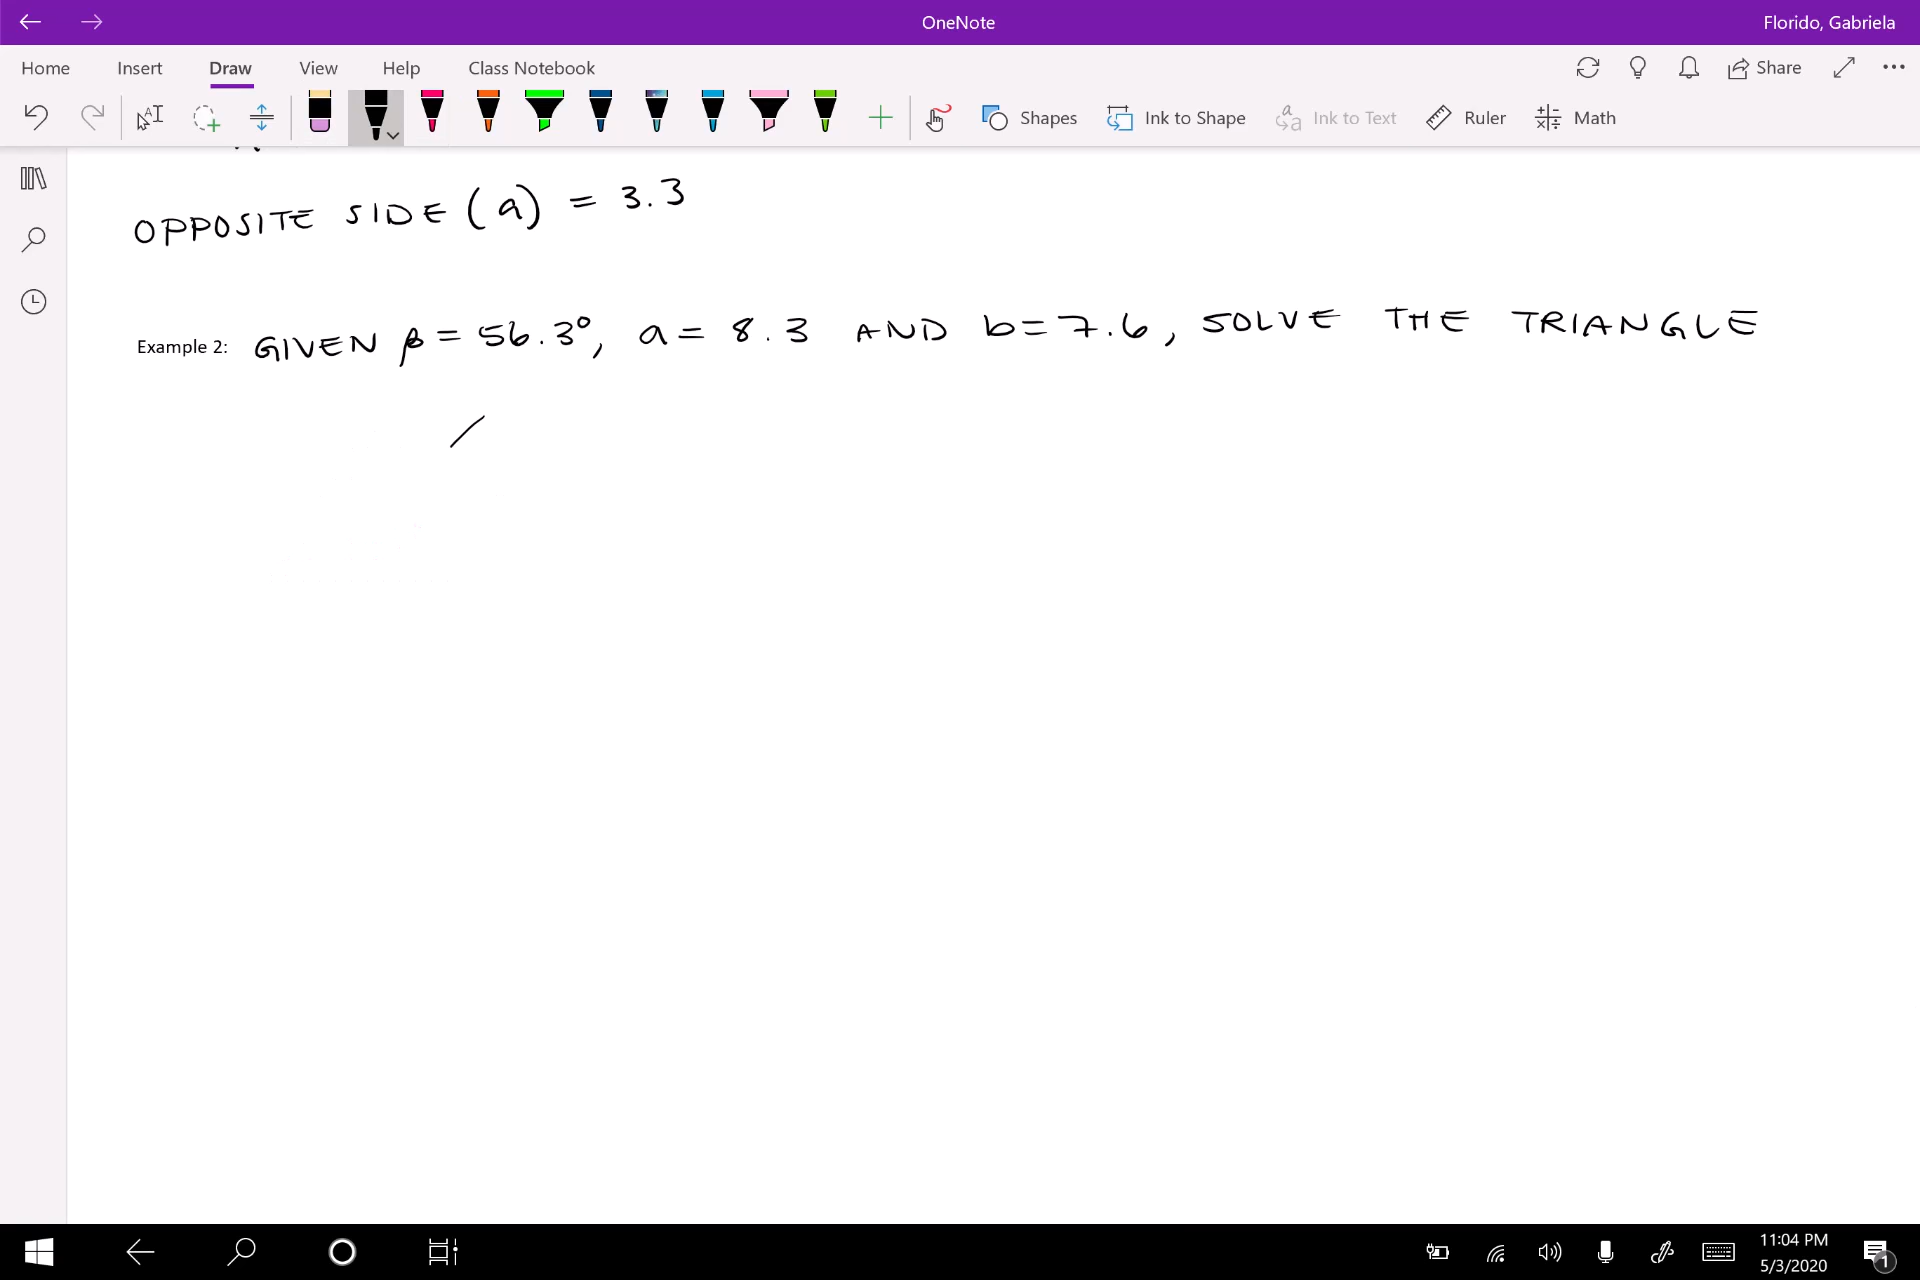 OneNote
Florido, Gabriela
Home Insert Draw View Help Class Notebook Share
Shapes Ink to Shape Ink to Text Ruler Math
OPPOSITE SIDE (a) = 3.3
Example 2: GIVEN β = 56.3°, a = 8.3 AND b = 7.6, SOLVE THE TRIANGLE
11:04 PM
5/3/2020
1